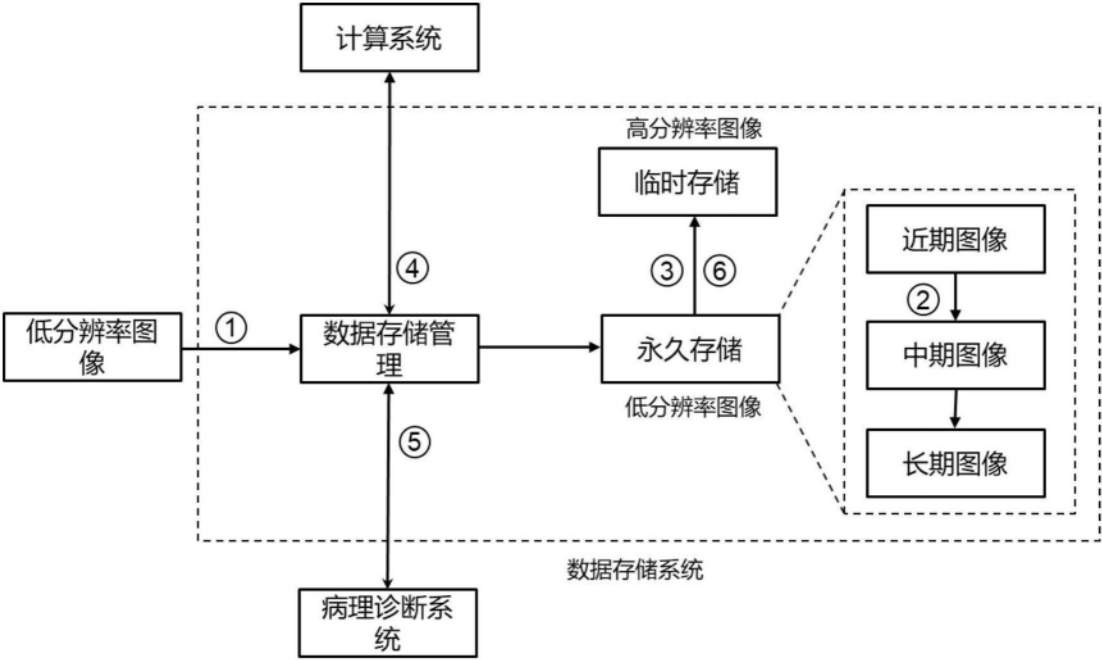 计算系统
高分辨率图像
临时存储
近期图像
④
③
⑥
②
低分辨率图
像
①
数据存储管
理
永久存储
中期图像
低分辨率图像
⑤
长期图像
数据存储系统
病理诊断系
统